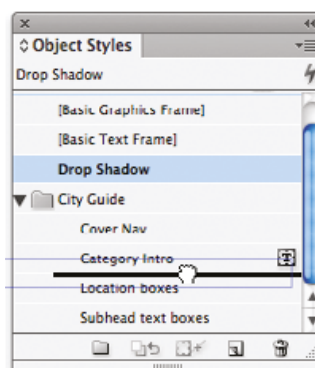 Object Styles
Drop Shadow
[Basic Graphics Frame]
[Basic Text Frame]
Drop Shadow
City Guide
Cover Nav
Category Intro
Location boxes
Subhead text boxes